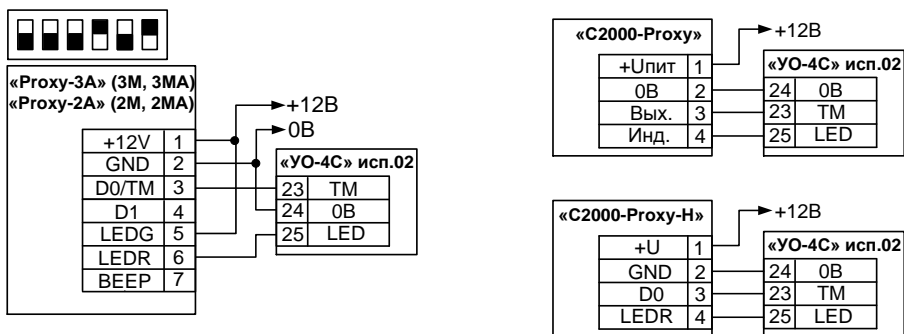 «Proxy-3A» (3M, 3MA)
«Proxy-2A» (2M, 2MA)
+12V 1
GND 2
D0/TM 3
D1 4
LEDG 5
LEDR 6
BEEP 7
+12В
0В
«УО-4С» исп.02
23 TM
24 0В
25 LED
«С2000-Proxy»
+Uпит 1
0В 2
Вых. 3
Инд. 4
+12В
«УО-4С» исп.02
24 0В
23 TM
25 LED
«С2000-Proxy-H»
+U 1
GND 2
D0 3
LEDR 4
+12В
«УО-4С» исп.02
24 0В
23 TM
25 LED